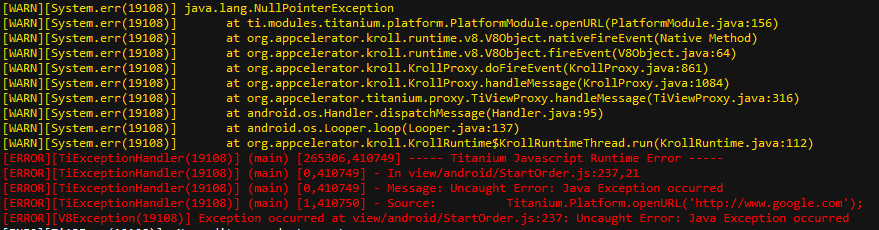 [WARN][System.err(19108)] java.lang.NullPointerException
[WARN][System.err(19108)] at ti.modules.titanium.platform.PlatformModule.openURL(PlatformModule.java:156)
[WARN][System.err(19108)] at org.appcelerator.kroll.runtime.v8.V8Object.nativeFireEvent(Native Method)
[WARN][System.err(19108)] at org.appcelerator.kroll.runtime.v8.V8Object.fireEvent(V8Object.java:64)
[WARN][System.err(19108)] at org.appcelerator.kroll.KrollProxy.doFireEvent(KrollProxy.java:861)
[WARN][System.err(19108)] at org.appcelerator.kroll.KrollProxy.handleMessage(KrollProxy.java:1084)
[WARN][System.err(19108)] at org.appcelerator.titanium.proxy.TiViewProxy.handleMessage(TiViewProxy.java:316)
[WARN][System.err(19108)] at android.os.Handler.dispatchMessage(Handler.java:95)
[WARN][System.err(19108)] at android.os.Looper.loop(Looper.java:137)
[WARN][System.err(19108)] at org.appcelerator.kroll.KrollRuntime$KrollRuntimeThread.run(KrollRuntime.java:112)
[ERROR][TiExceptionHandler(19108)] (main) [265306,410749] ----- Titanium Javascript Runtime Error -----
[ERROR][TiExceptionHandler(19108)] (main) [0,410749] - In view/android/StartOrder.js:237,21
[ERROR][TiExceptionHandler(19108)] (main) [0,410749] - Message: Uncaught Error: Java Exception occurred
[ERROR][TiExceptionHandler(19108)] (main) [1,410750] - Source: Titanium.Platform.openURL('http://www.google.com');
[ERROR][V8Exception(19108)] Exception occurred at view/android/StartOrder.js:237: Uncaught Error: Java Exception occurred